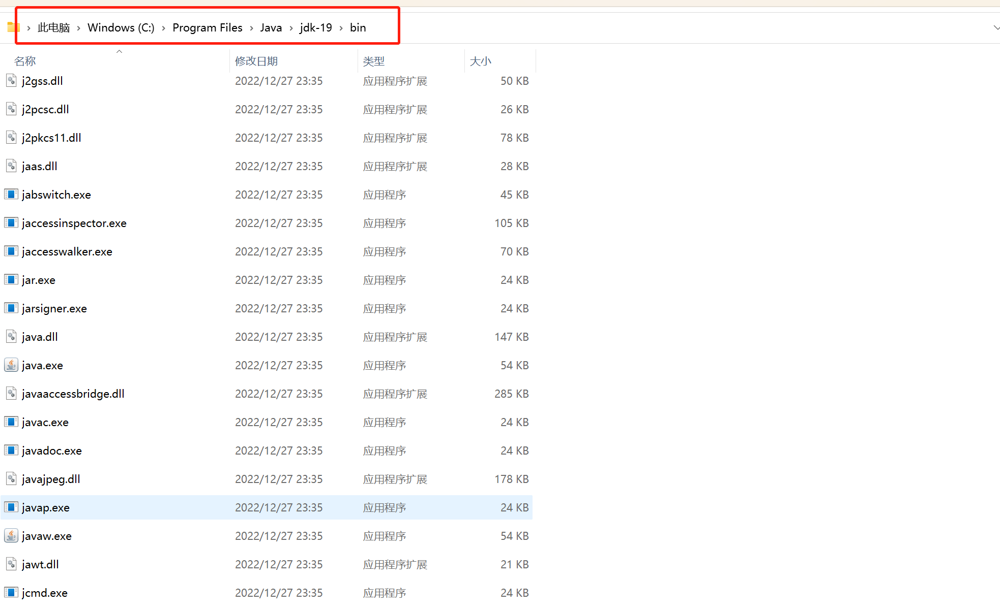 此电脑 › Windows (C:) › Program Files › Java › jdk-19 › bin
名称 修改日期 类型 大小
j2gss.dll 2022/12/27 23:35 应用程序扩展 50 KB
j2pcsc.dll 2022/12/27 23:35 应用程序扩展 26 KB
j2pkcs11.dll 2022/12/27 23:35 应用程序扩展 78 KB
jaas.dll 2022/12/27 23:35 应用程序扩展 28 KB
jabswitch.exe 2022/12/27 23:35 应用程序 45 KB
jaccessinspector.exe 2022/12/27 23:35 应用程序 105 KB
jaccesswalker.exe 2022/12/27 23:35 应用程序 70 KB
jar.exe 2022/12/27 23:35 应用程序 24 KB
jarsigner.exe 2022/12/27 23:35 应用程序 24 KB
java.dll 2022/12/27 23:35 应用程序扩展 147 KB
java.exe 2022/12/27 23:35 应用程序 54 KB
javaaccessbridge.dll 2022/12/27 23:35 应用程序扩展 285 KB
javac.exe 2022/12/27 23:35 应用程序 24 KB
javadoc.exe 2022/12/27 23:35 应用程序 24 KB
javajpeg.dll 2022/12/27 23:35 应用程序扩展 178 KB
javap.exe 2022/12/27 23:35 应用程序 24 KB
javaw.exe 2022/12/27 23:35 应用程序 54 KB
jawt.dll 2022/12/27 23:35 应用程序扩展 21 KB
jcmd.exe 2022/12/27 23:35 应用程序 24 KB